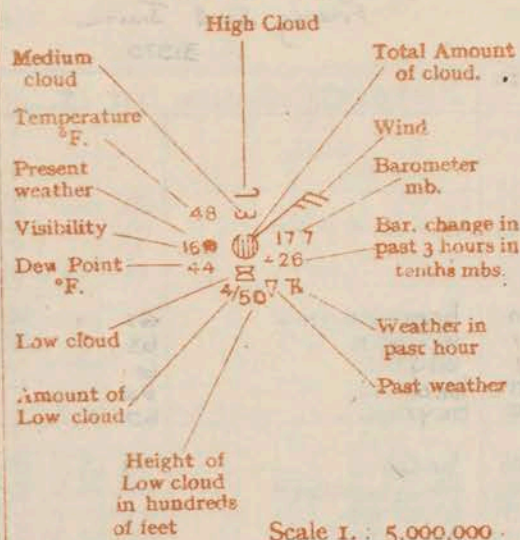 High Cloud
Medium
cloud
Total Amount
of cloud.
Temperature
°F.
Wind
Present
weather
Barometer
mb.
48
177
Visibility
16
Bar. change in
past 3 hours in
tenths mbs.
+26
Dew Point
°F.
44
4/50
Low cloud
Weather in
past hour
Amount of
Low cloud
Past weather
Height of
Low cloud
in hundreds
of feet
Scale 1. : 5,000,000